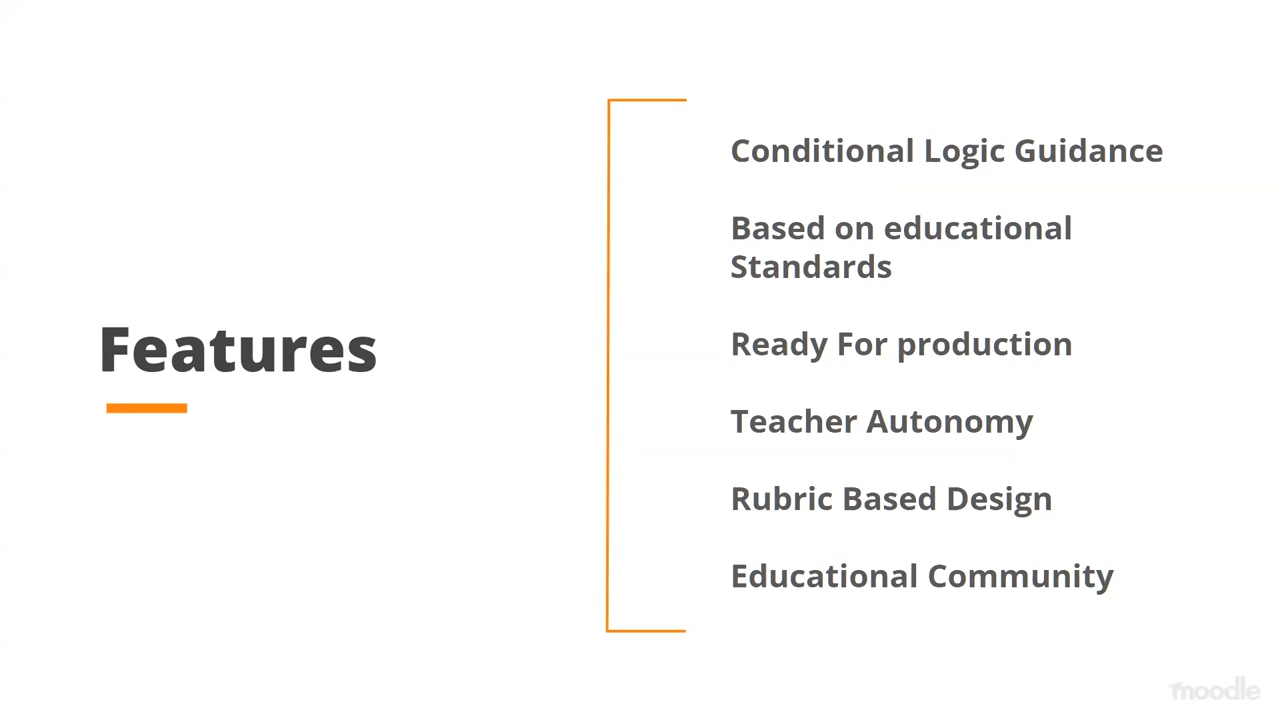 Features
Conditional Logic Guidance
Based on educational
Standards
Ready For production
Teacher Autonomy
Rubric Based Design
Educational Community
moodle